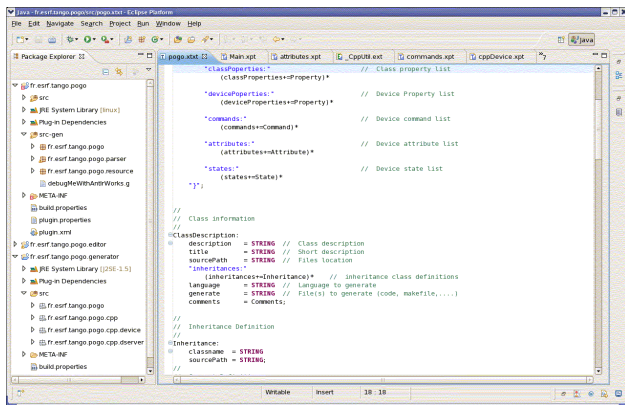 Java - fr.esrf.tango.pogo/src/pogo.xtxt - Eclipse Platform
File Edit Navigate Search Project Run Window Help
Java
Package Explorer
pogo.xtxt
Main.xpt
attributes.xpt
_CppUtil.ext
commands.xpt
cppDevice.xpt
»7
fr.esrf.tango.pogo
src
JRE System Library [linux]
Plug-in Dependencies
src-gen
fr.esrf.tango.pogo
fr.esrf.tango.pogo.parser
fr.esrf.tango.pogo.resource
debugMeWithAntlrWorks.g
META-INF
build.properties
plugin.properties
plugin.xml
fr.esrf.tango.pogo.editor
fr.esrf.tango.pogo.generator
JRE System Library [J2SE-1.5]
Plug-in Dependencies
src
fr.esrf.tango.pogo
fr.esrf.tango.pogo.cpp
fr.esrf.tango.pogo.cpp.device
fr.esrf.tango.pogo.cpp.dserver
META-INF
build.properties
"classPoperties:" // Class property list
(classProperties+=Property)*
"devicePoperties:" // Device Property list
(deviceProperties+=Property)*
"commands:" // Device command list
(commands+=Command)*
"attributes:" // Device attribute list
(attributes+=Attribute)*
"states:" // Device state list
(states+=State)*
"}";
//
// Class information
//
ClassDescription:
description = STRING // Class description
title = STRING // Short description
sourcePath = STRING // Files location
"inheritances:"
(inheritances+=Inheritance)* // inheritance class definitions
language = STRING // Language to generate
generate = STRING // File(s) to generate (code, makefile,....)
comments = Comments;
//
// Inheritance Definition
//
Inheritance:
classname = STRING
sourcePath = STRING;
//
Writable Insert 18 : 18